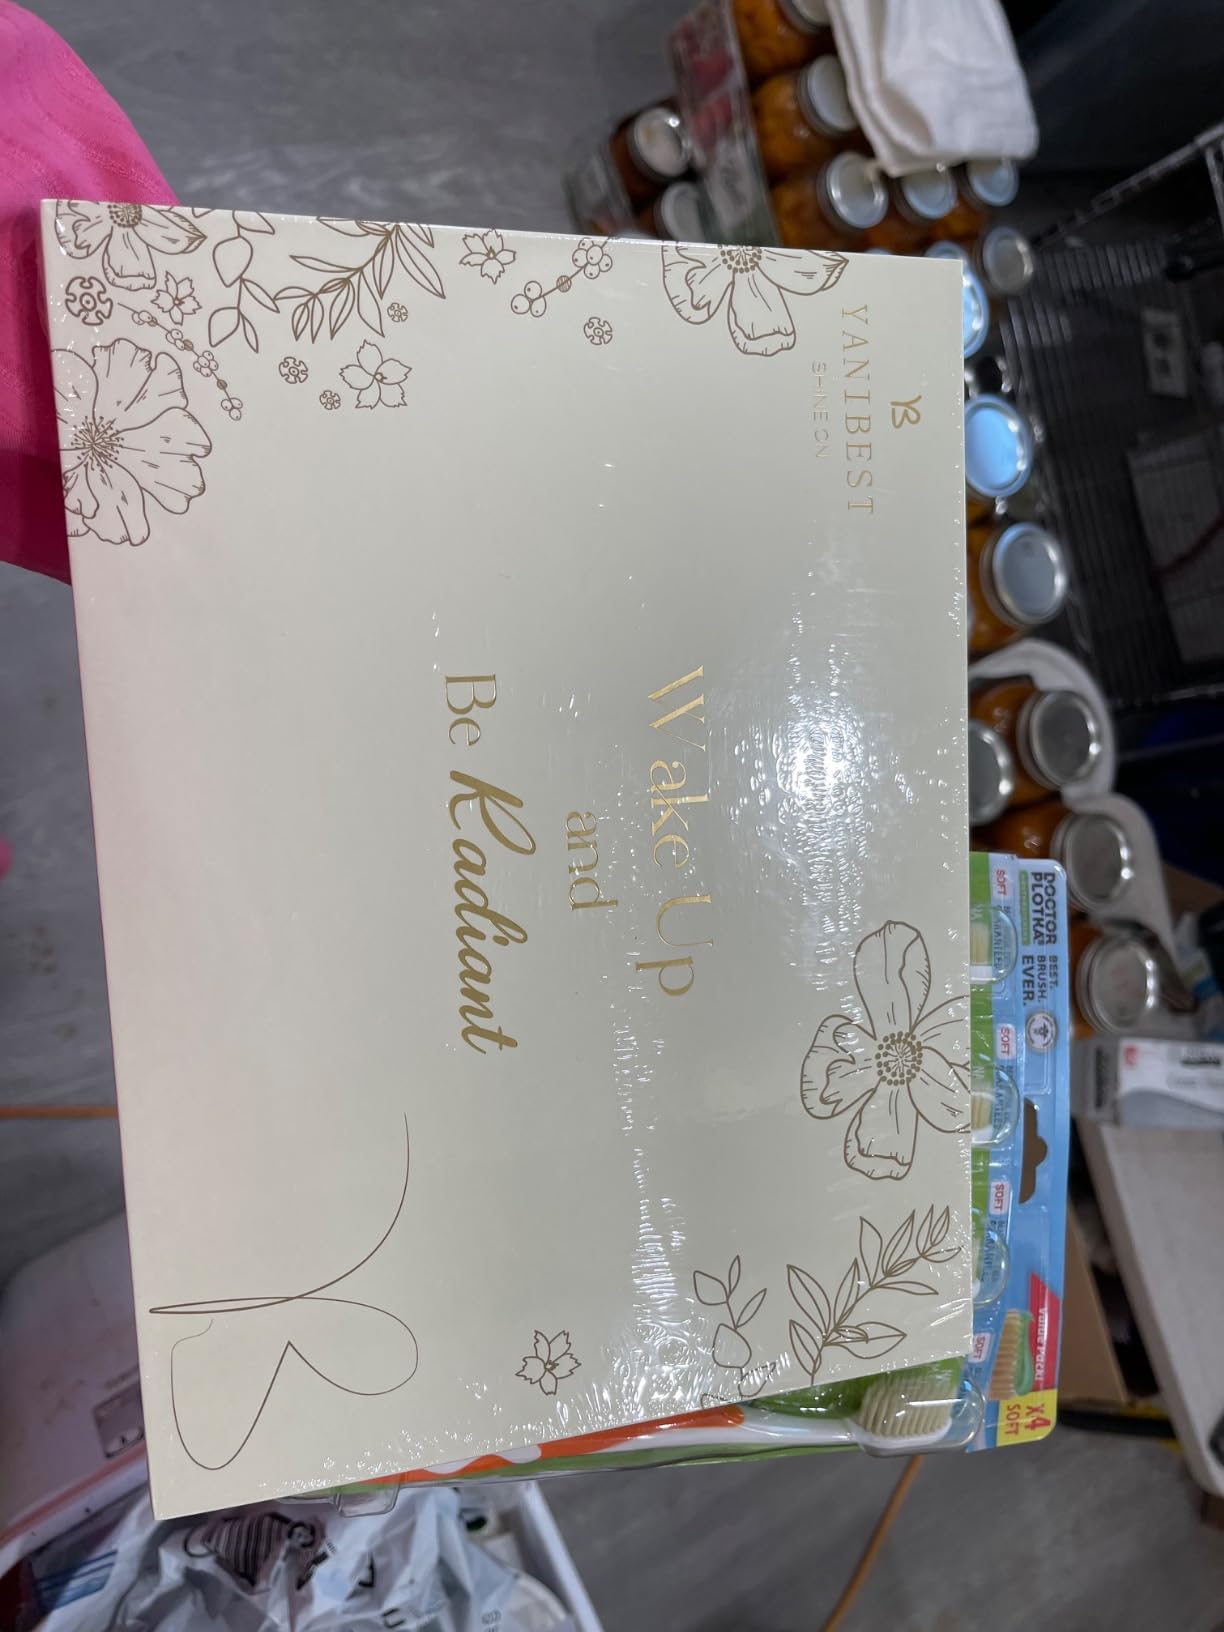 YB
YANIBEST
SHINE ON
Wake Up
and
Be Radiant
DOCTOR
PLOTKA'S
BEST.
BRUSH.
EVER.
SOFT
SOFT
SOFT
SOFT
Value Pack!
X4
SOFT